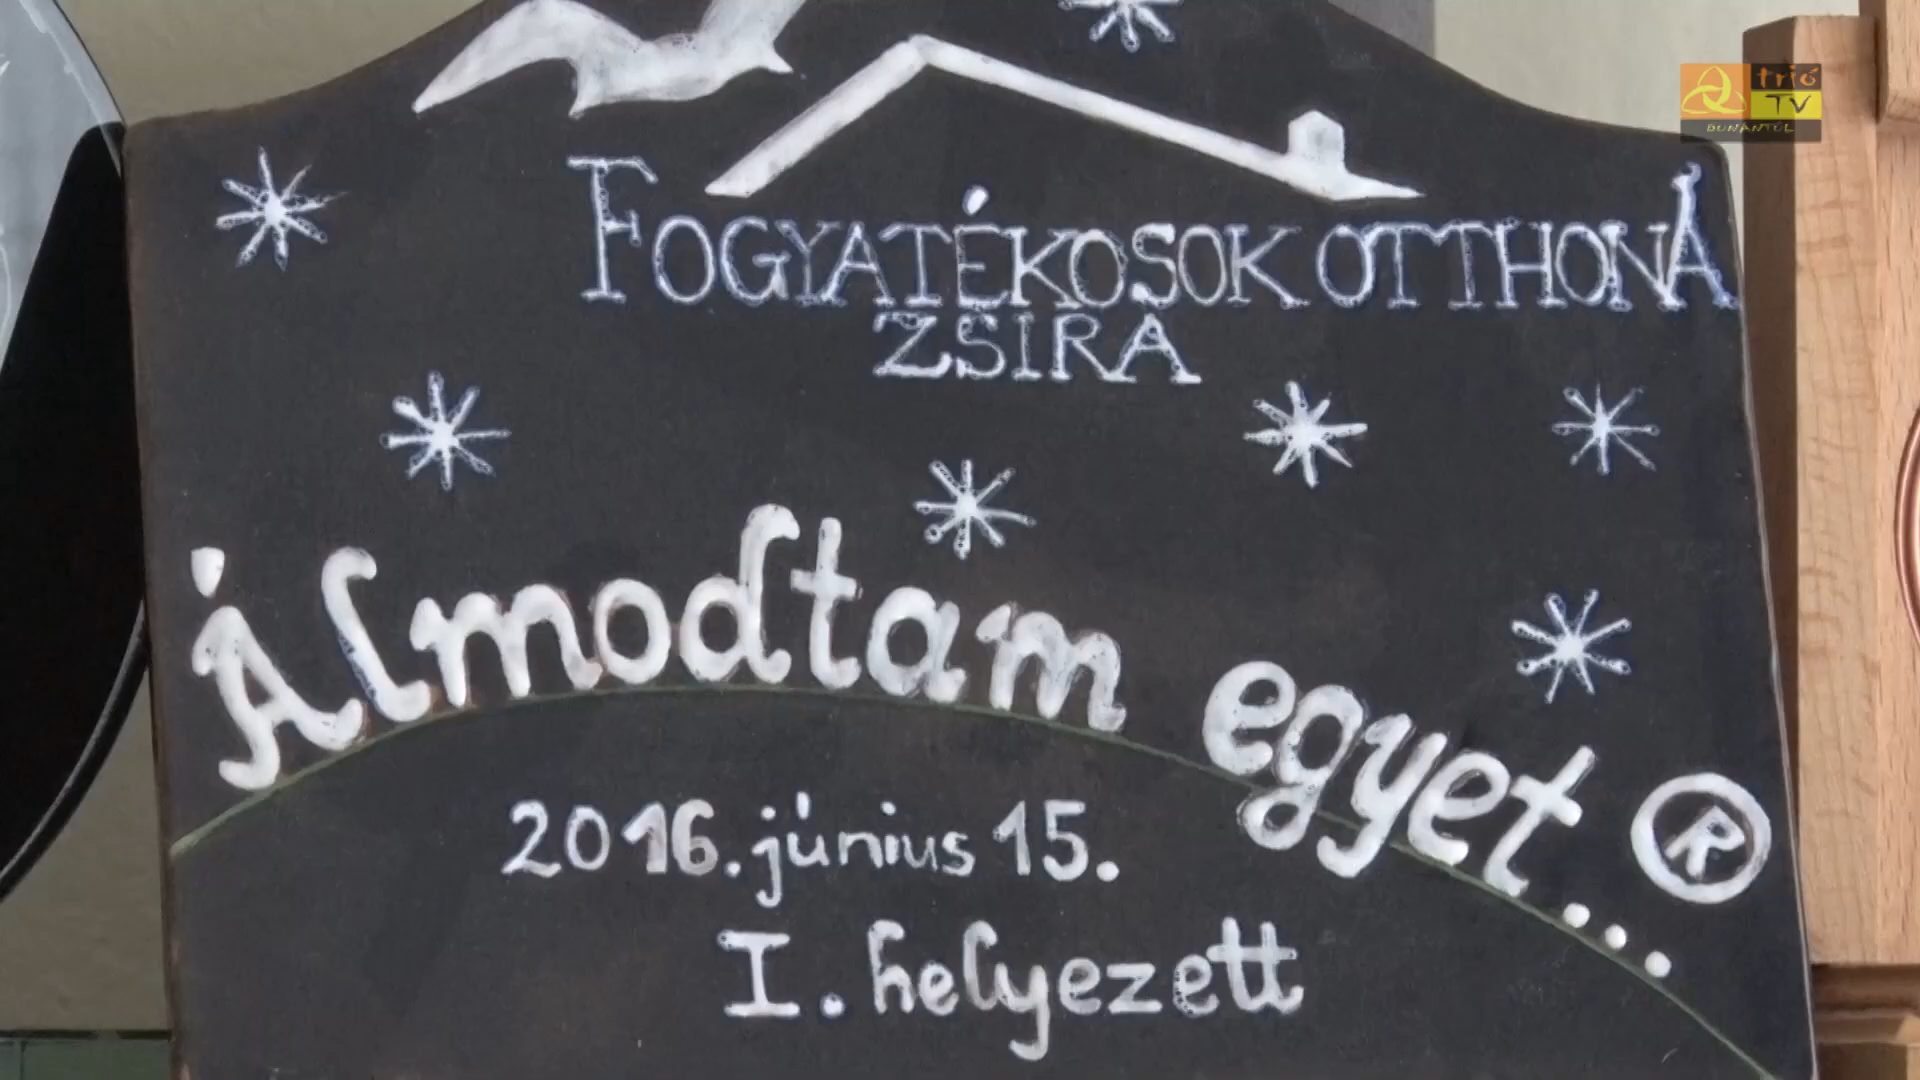 trió
TV
DUNÁNTÚL
FOGYATÉKOSOK OTTHONA
ZSIRA
Álmodtam egyet... ®
2016. június 15.
I. helyezett